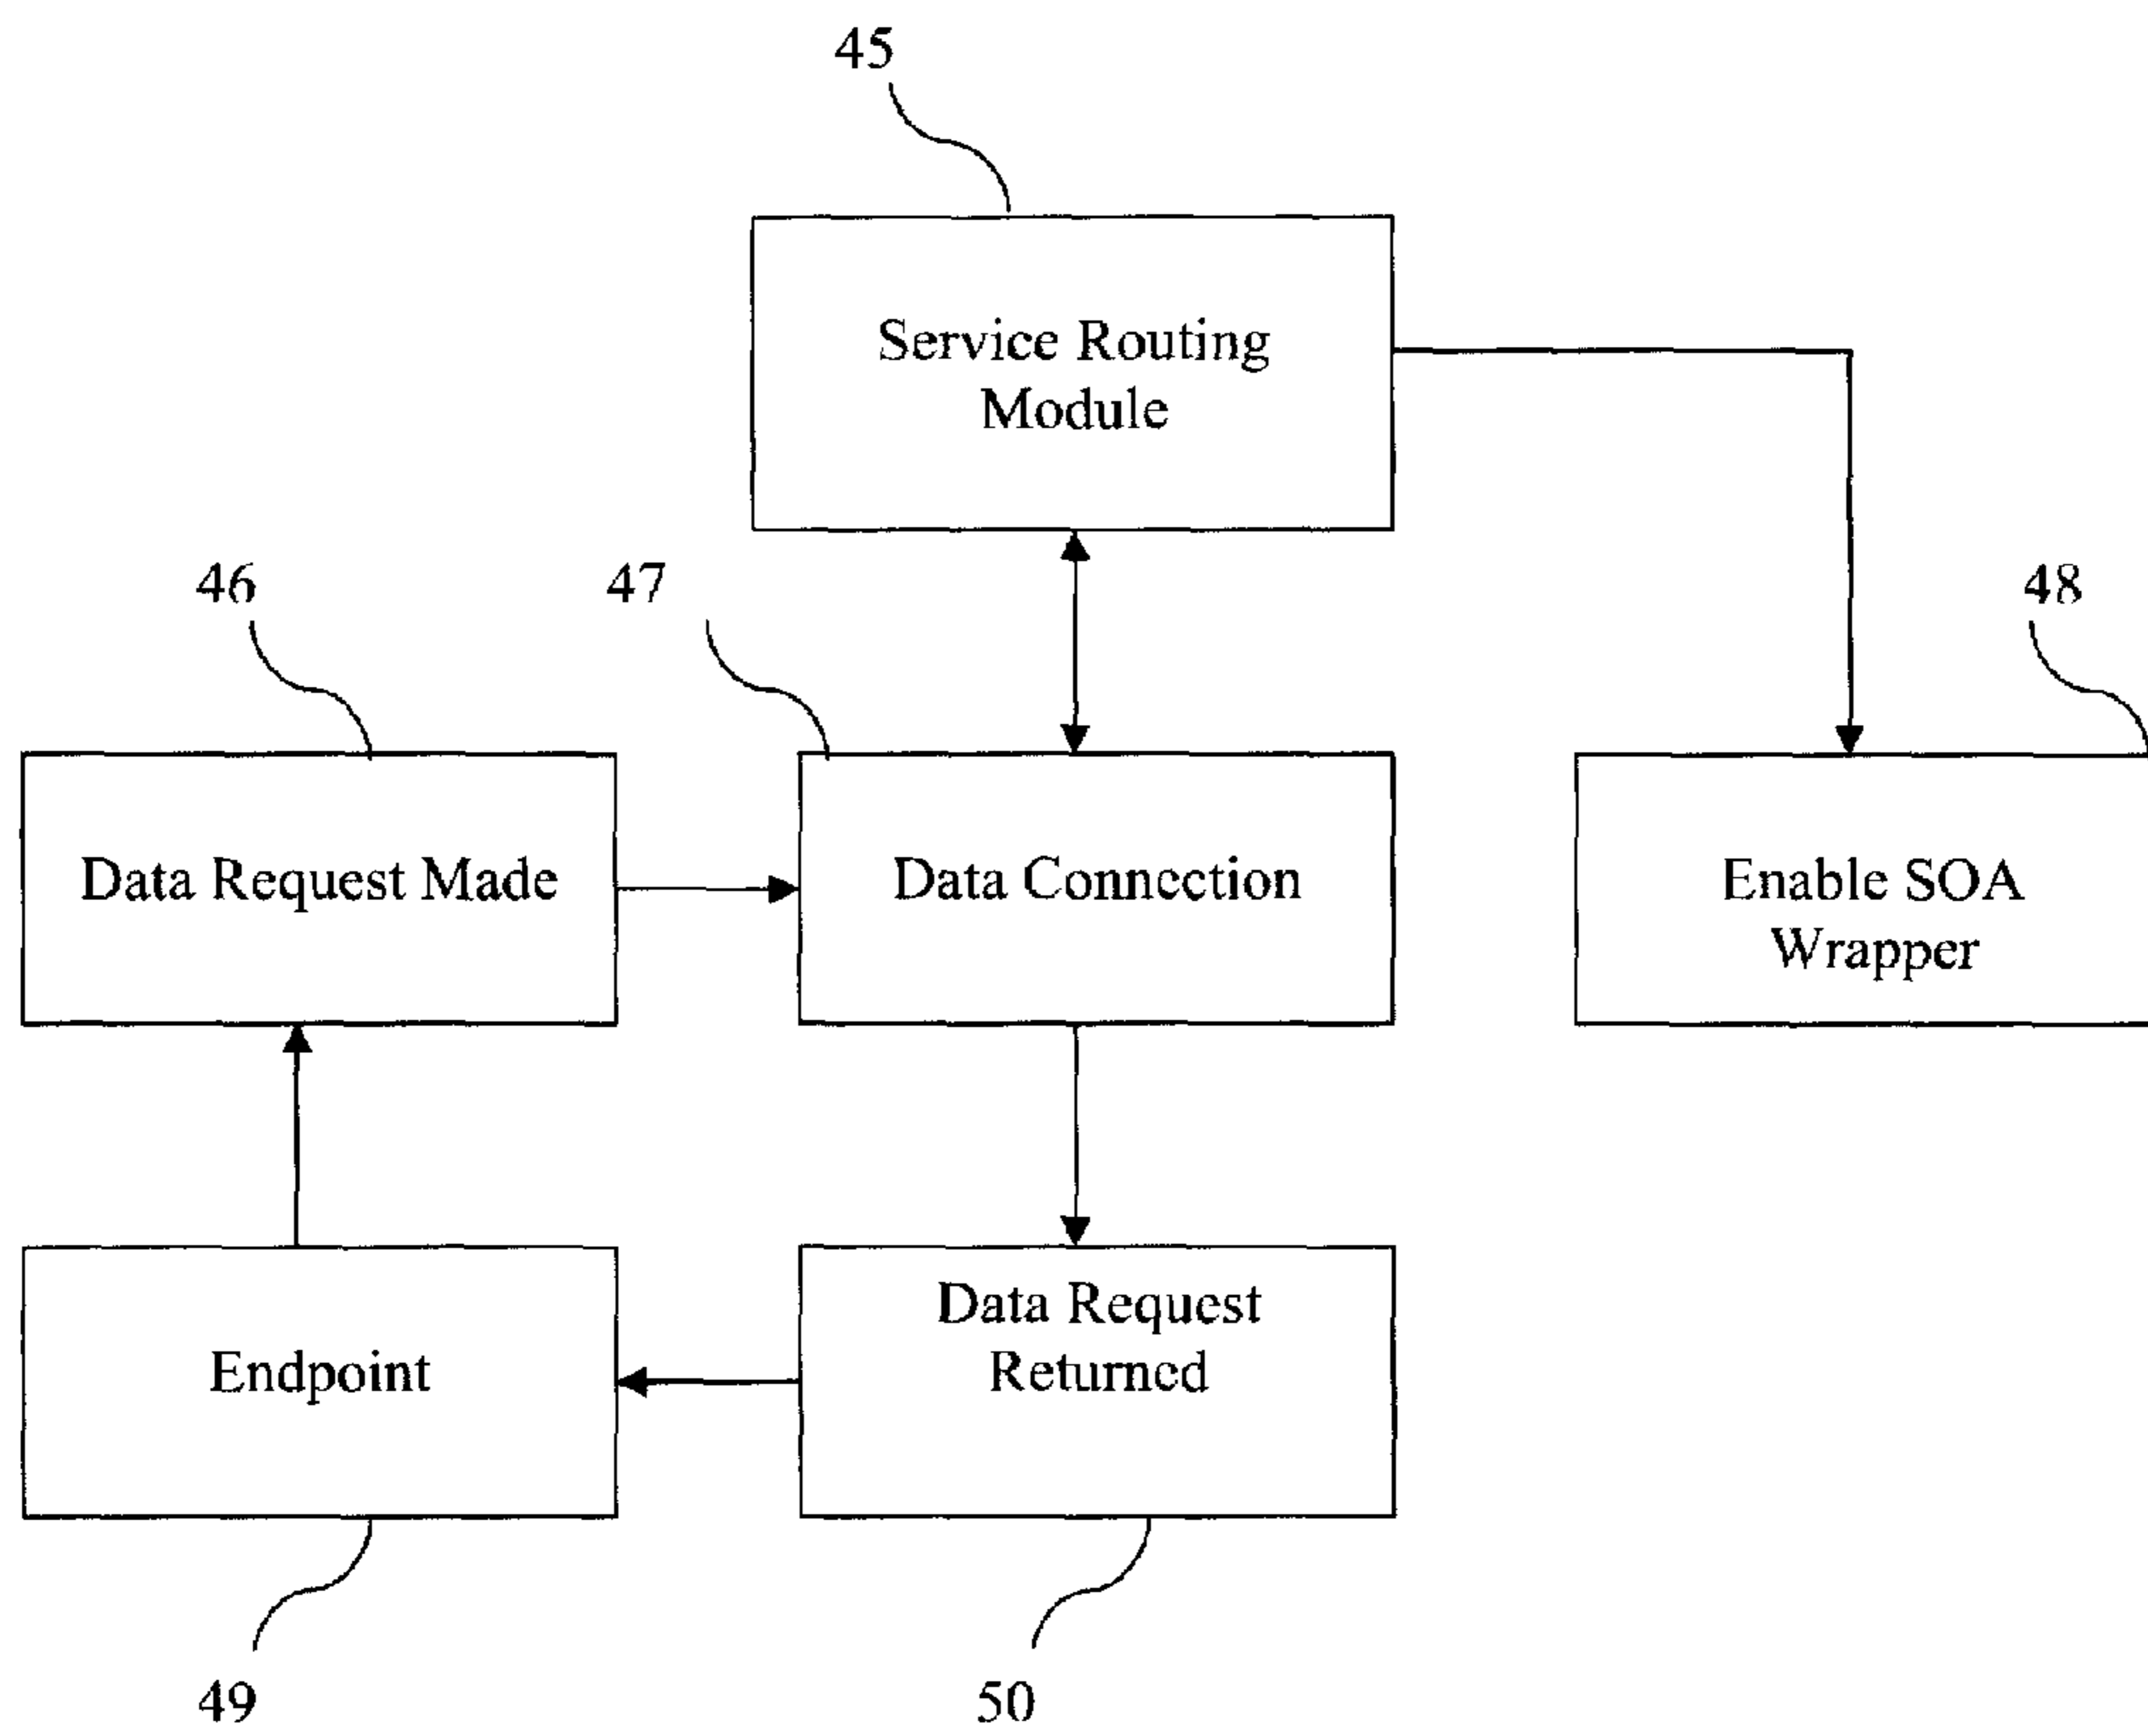 45
Service Routing
Module
46
47
48
Data Request Made
Data Connection
Enable SOA
Wrapper
Endpoint
Data Request
Returned
49
50